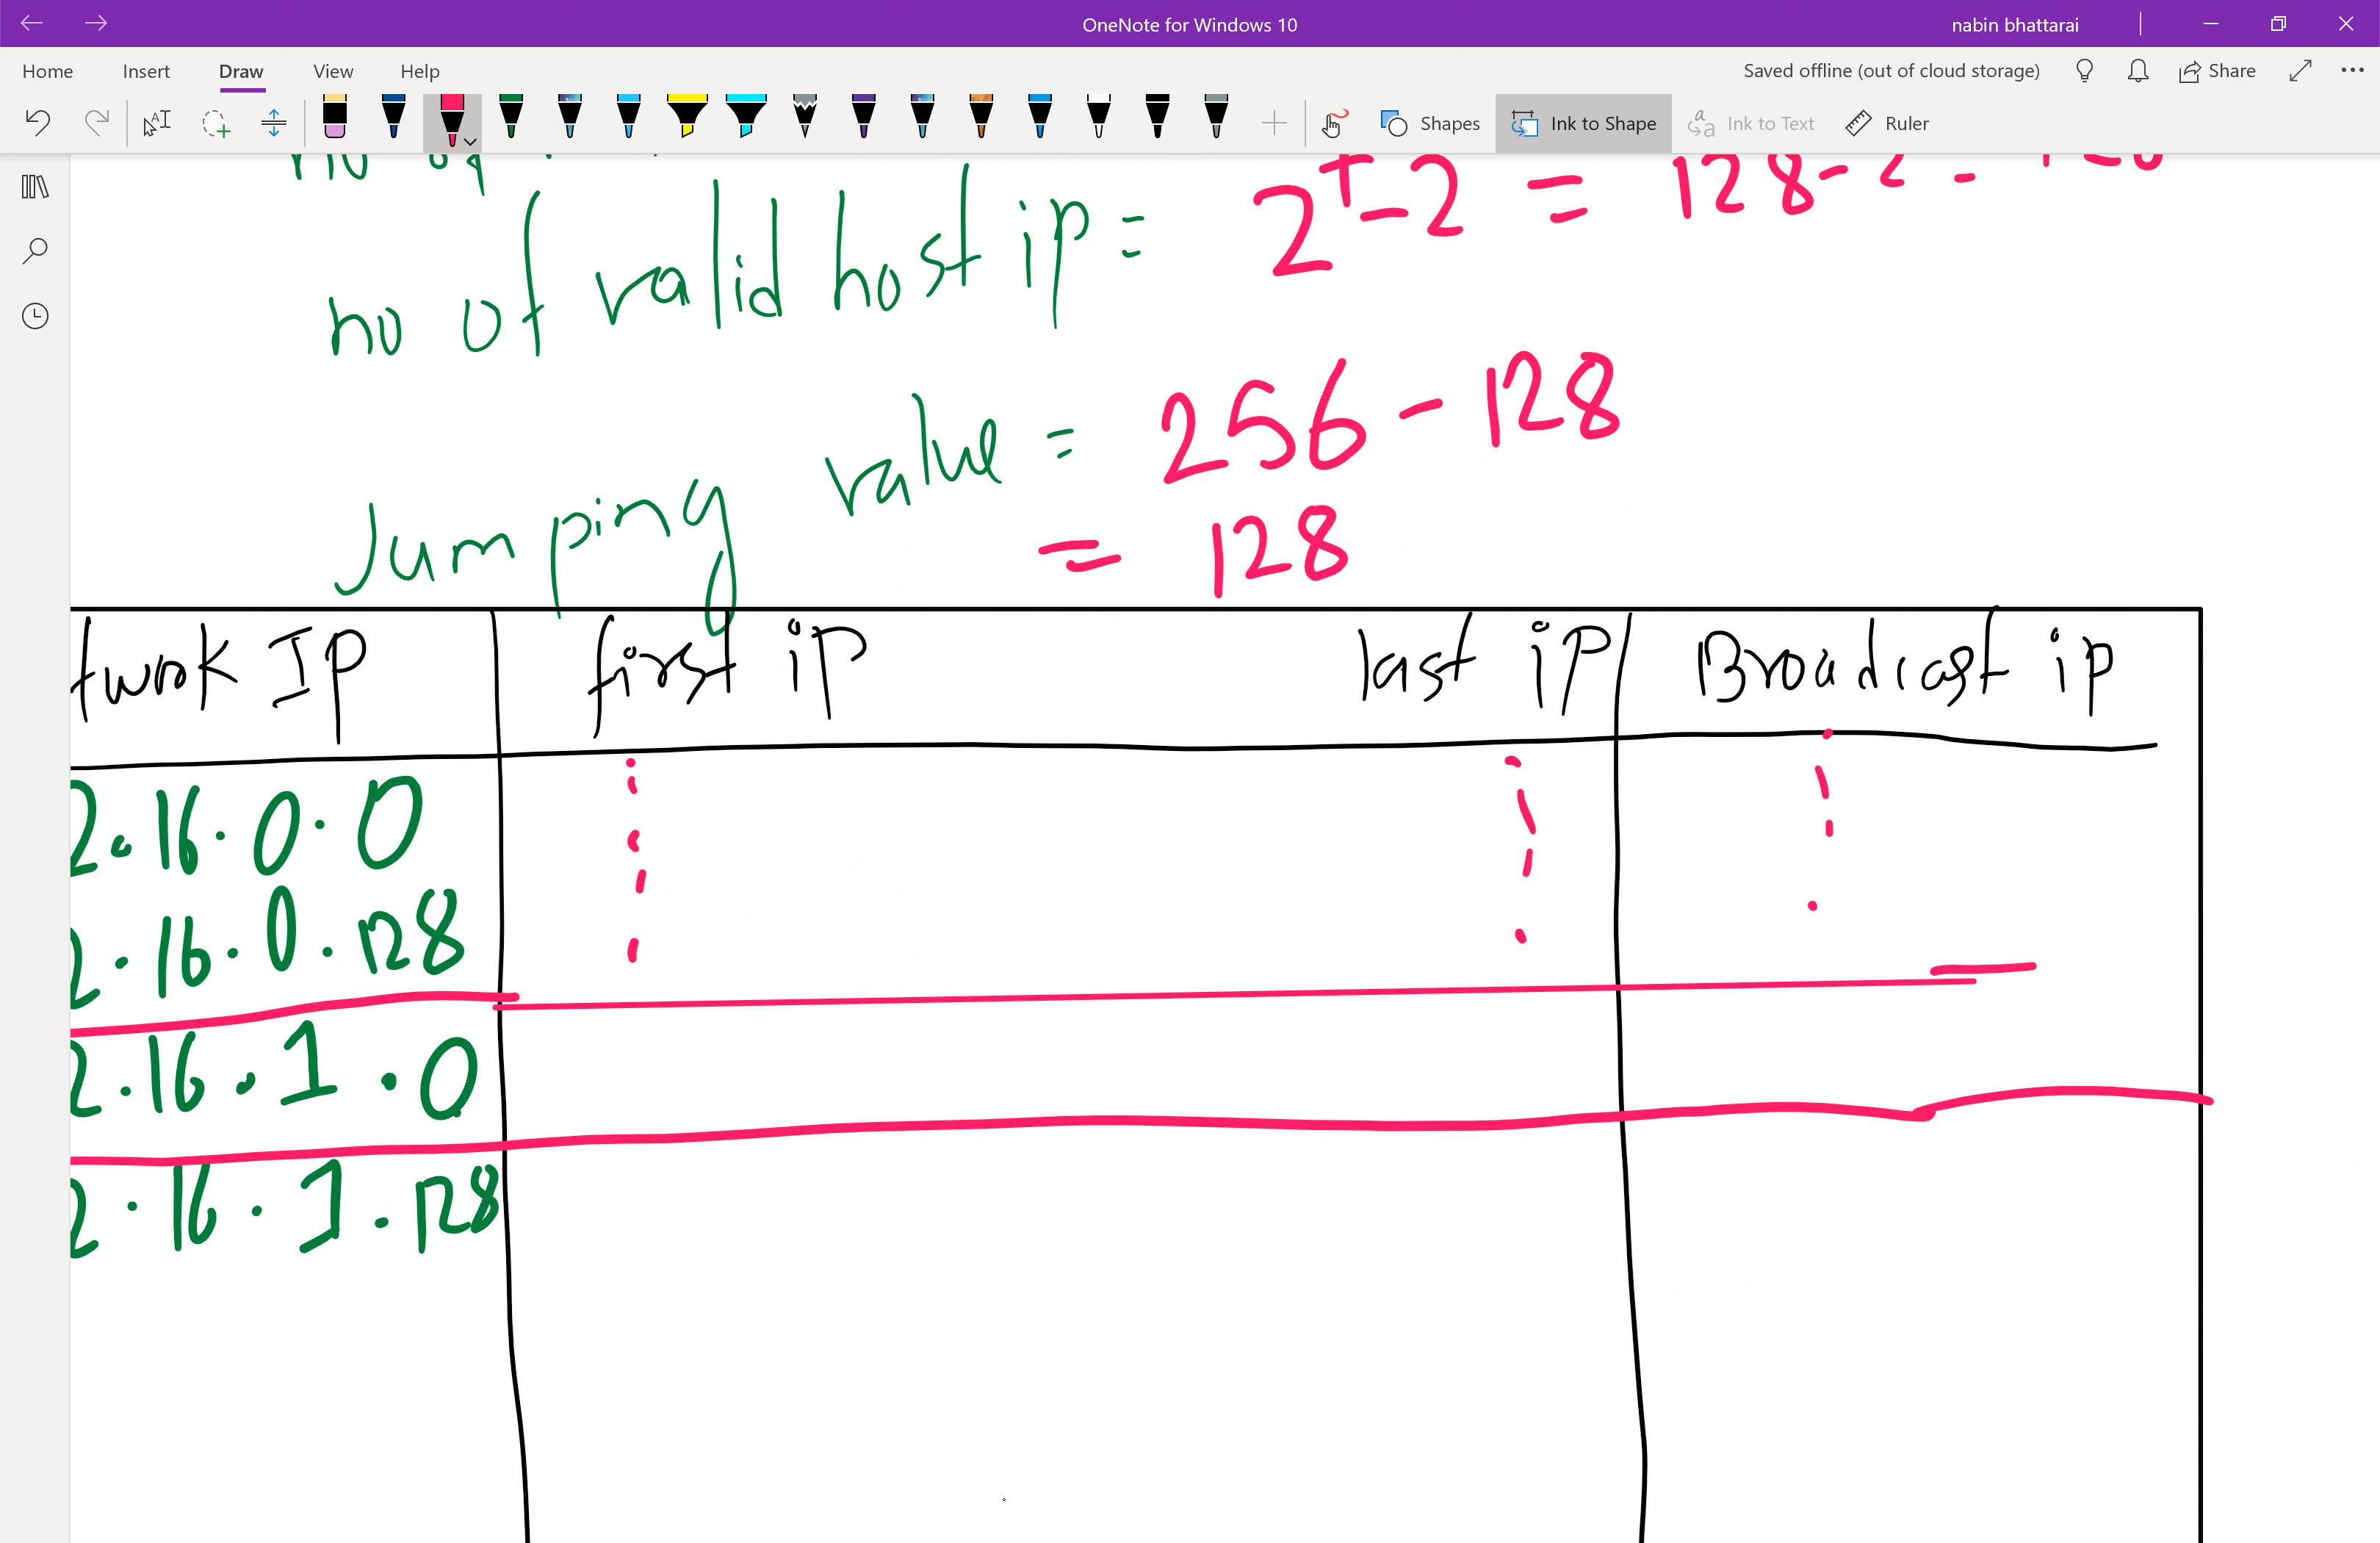 OneNote for Windows 10
nabin bhattarai
Home Insert Draw View Help
Saved offline (out of cloud storage) Share
Shapes Ink to Shape Ink to Text Ruler
no of
no of valid host ip = 2⁷-2 = 128-2 =
Jumping value = 256 - 128
= 128
twork IP first iP last iP Broadcast ip
2.16.0.0
2.16.0.128
2.16.1.0
2.16.1.128